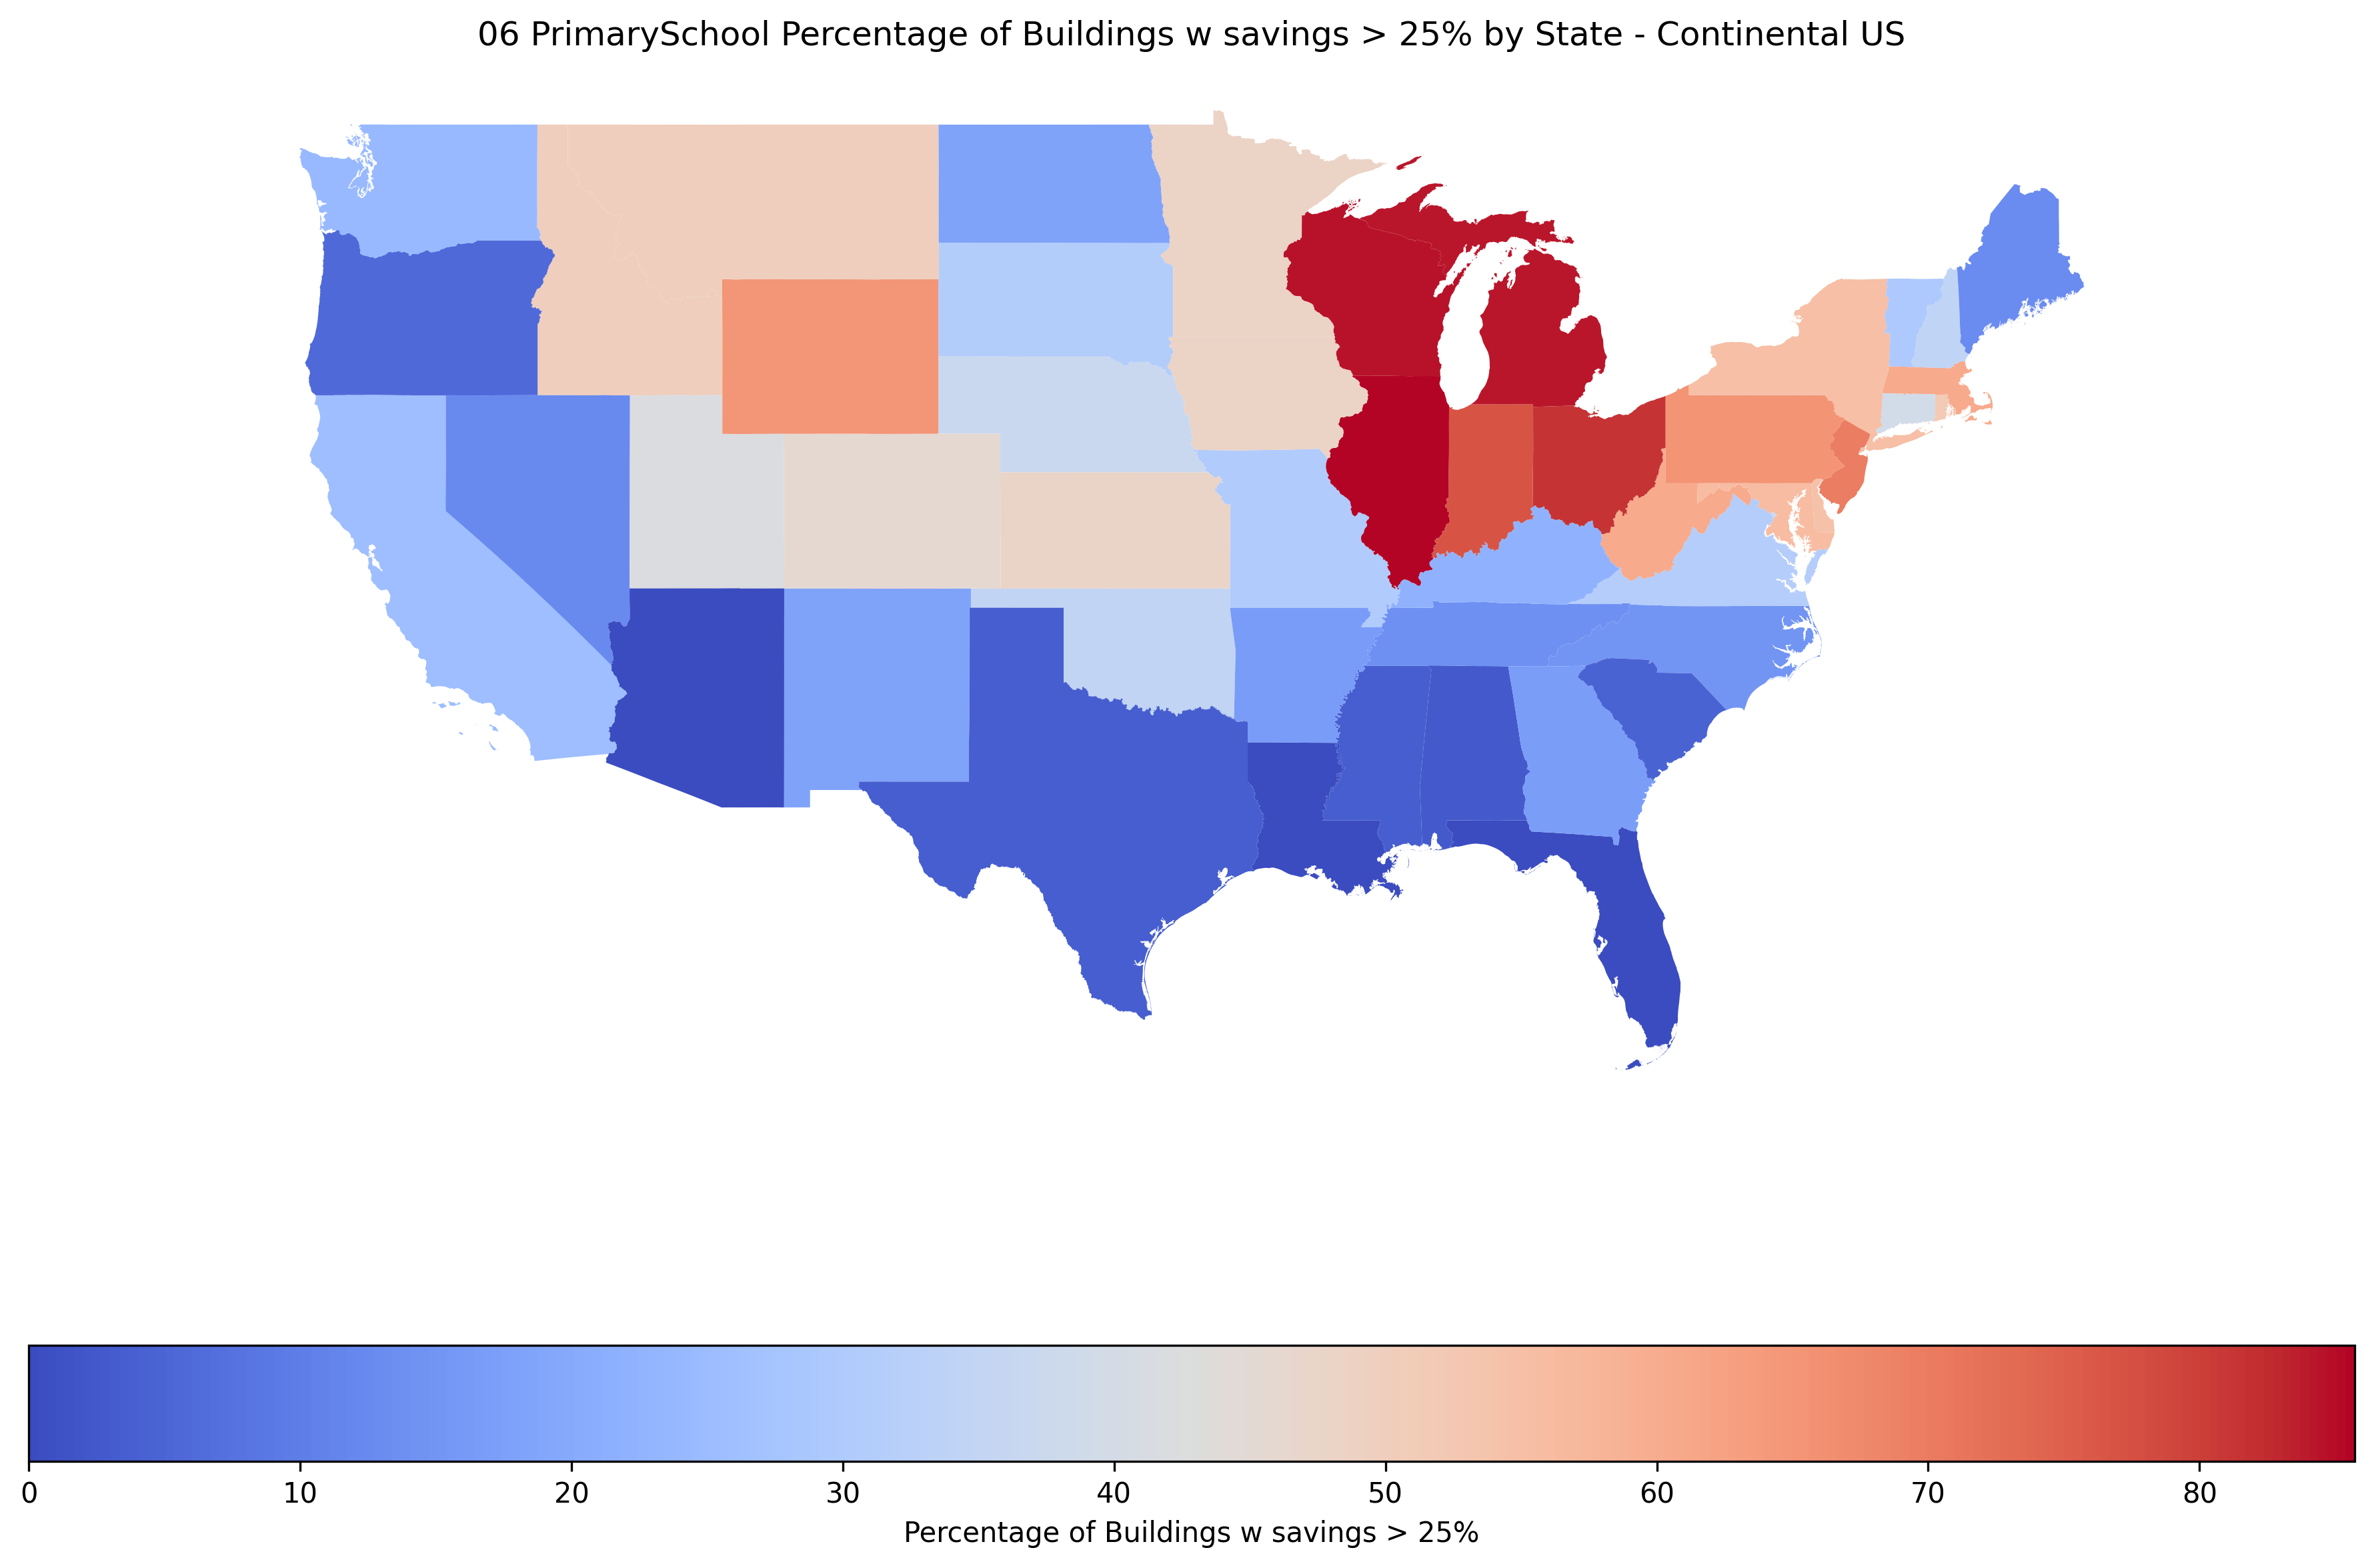 06 PrimarySchool Percentage of Buildings w savings > 25% by State - Continental US
0 10 20 30 40 50 60 70 80
Percentage of Buildings w savings > 25%